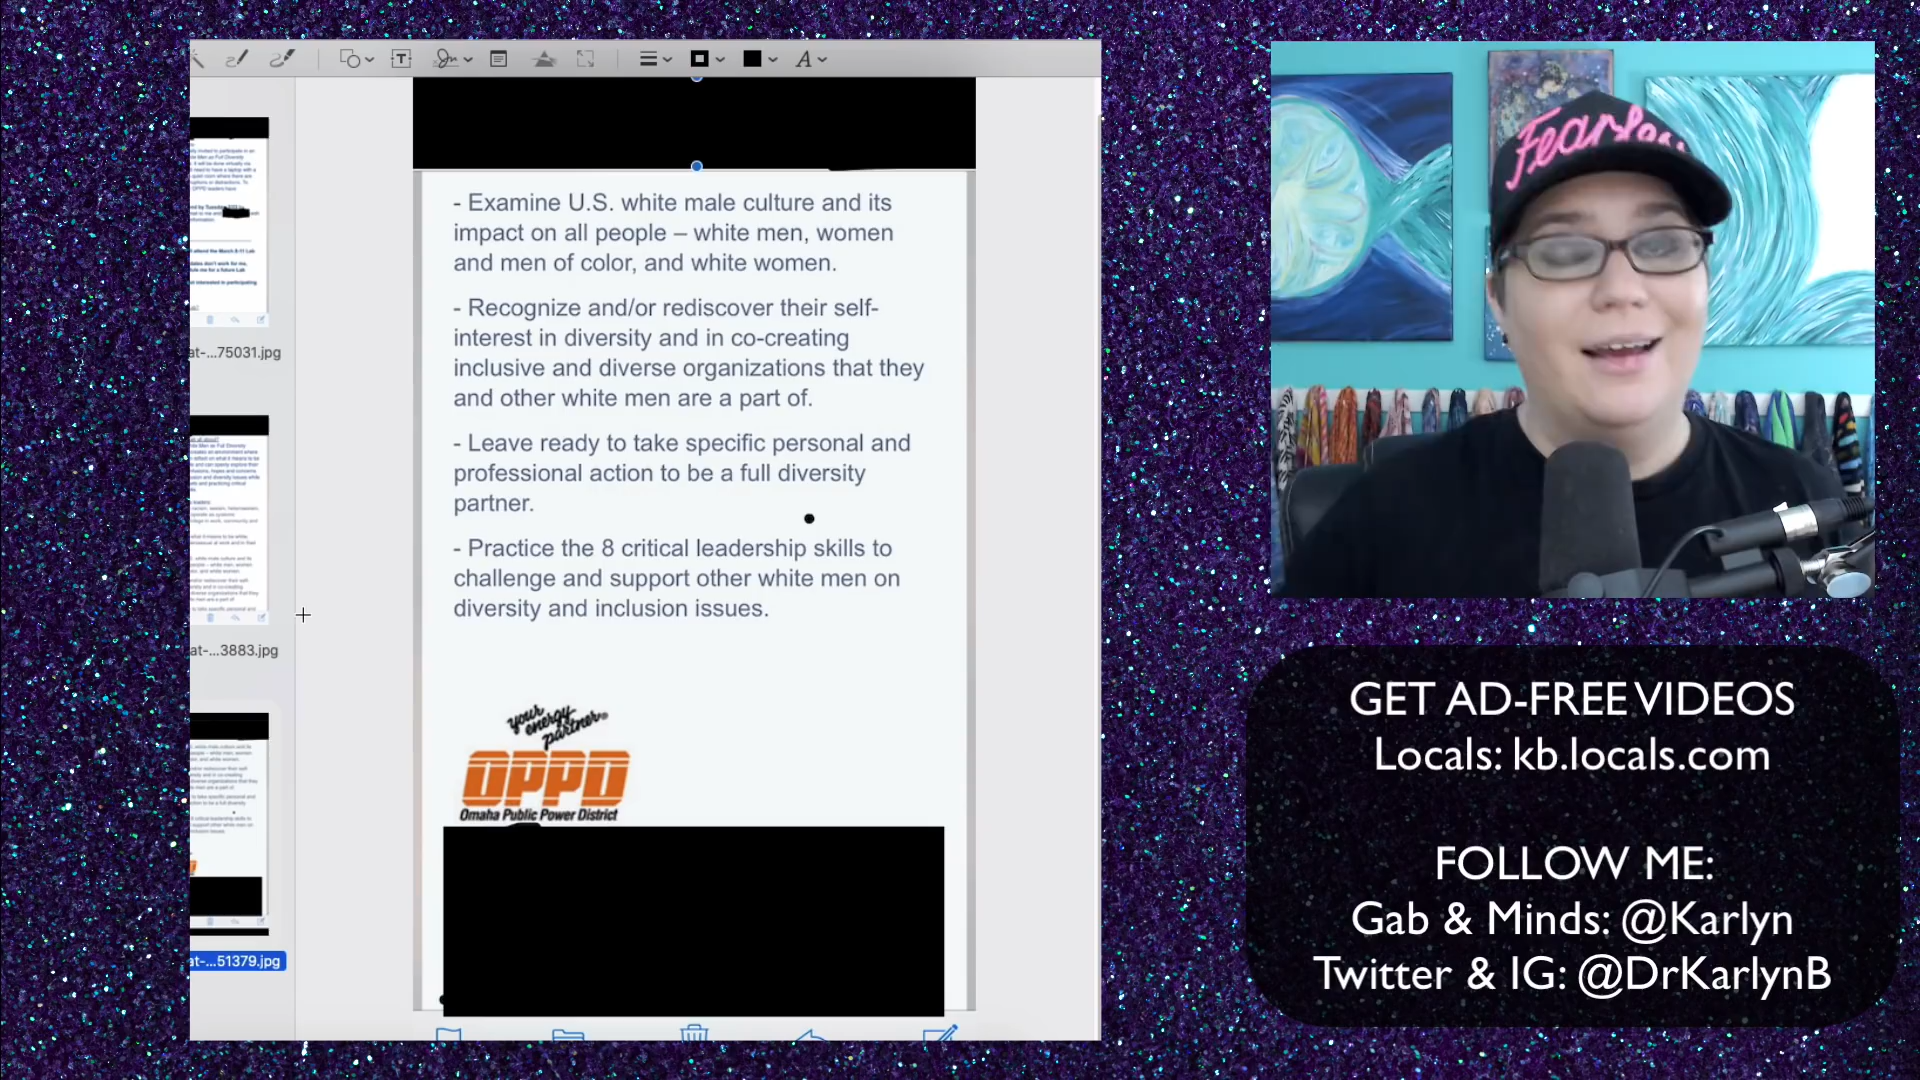 - Examine U.S. white male culture and its
impact on all people – white men, women
and men of color, and white women.
- Recognize and/or rediscover their self-
interest in diversity and in co-creating
inclusive and diverse organizations that they
and other white men are a part of.
- Leave ready to take specific personal and
professional action to be a full diversity
partner.
- Practice the 8 critical leadership skills to
challenge and support other white men on
diversity and inclusion issues.
your
energy
partner®
OPPD
Omaha Public Power District
at-...75031.jpg
at-...3883.jpg
at-...51379.jpg
GET AD-FREE VIDEOS
Locals: kb.locals.com
FOLLOW ME:
Gab & Minds: @Karlyn
Twitter & IG: @DrKarlynB